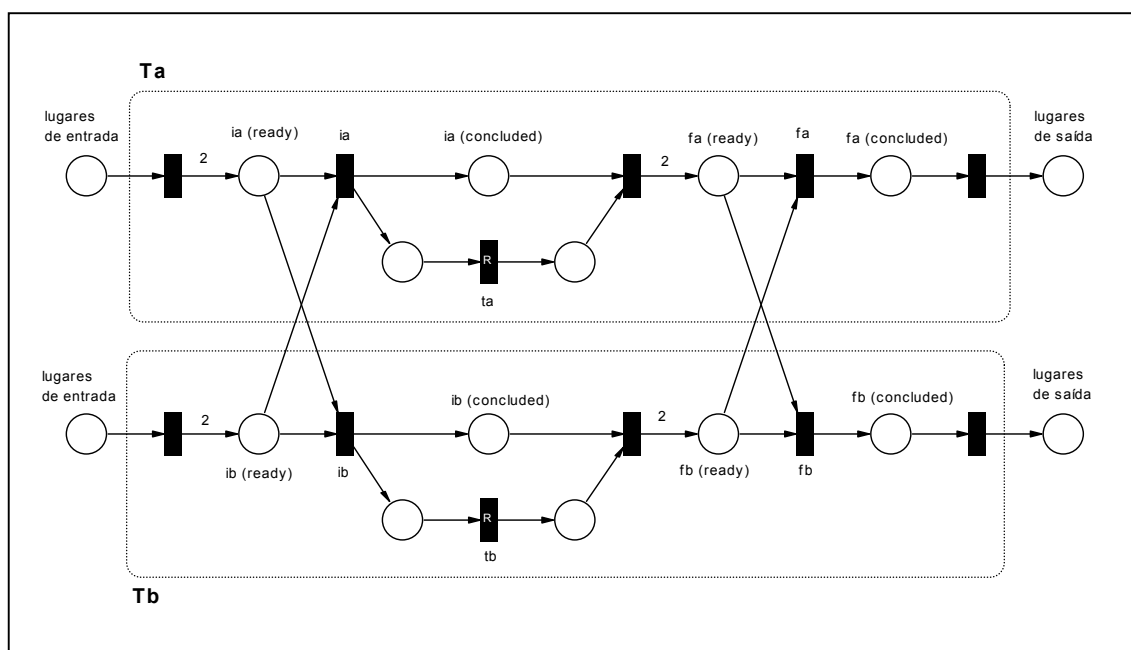 Ta
lugares
de entrada
2
ia (ready)
ia
ia (concluded)
2
fa (ready)
fa
fa (concluded)
lugares
de saída
R
ta
lugares
de entrada
2
ib (ready)
ib
ib (concluded)
2
fb (ready)
fb
fb (concluded)
lugares
de saída
R
tb
Tb